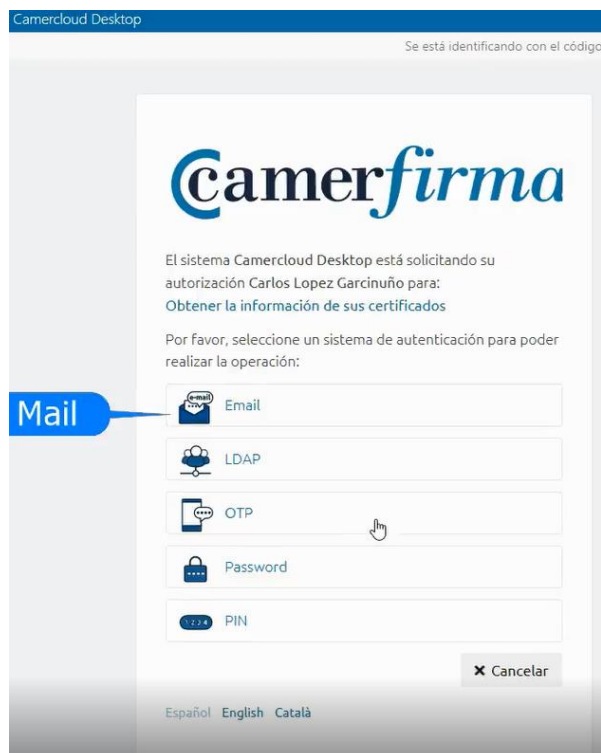 Camercloud Desktop
Se está identificando con el código
camerfirma
El sistema Camercloud Desktop está solicitando su
autorización Carlos Lopez Garcinuño para:
Obtener la información de sus certificados
Por favor, seleccione un sistema de autenticación para poder
realizar la operación:
Mail
e-mail
Email
LDAP
OTP
Password
1234
PIN
Cancelar
Español English Català